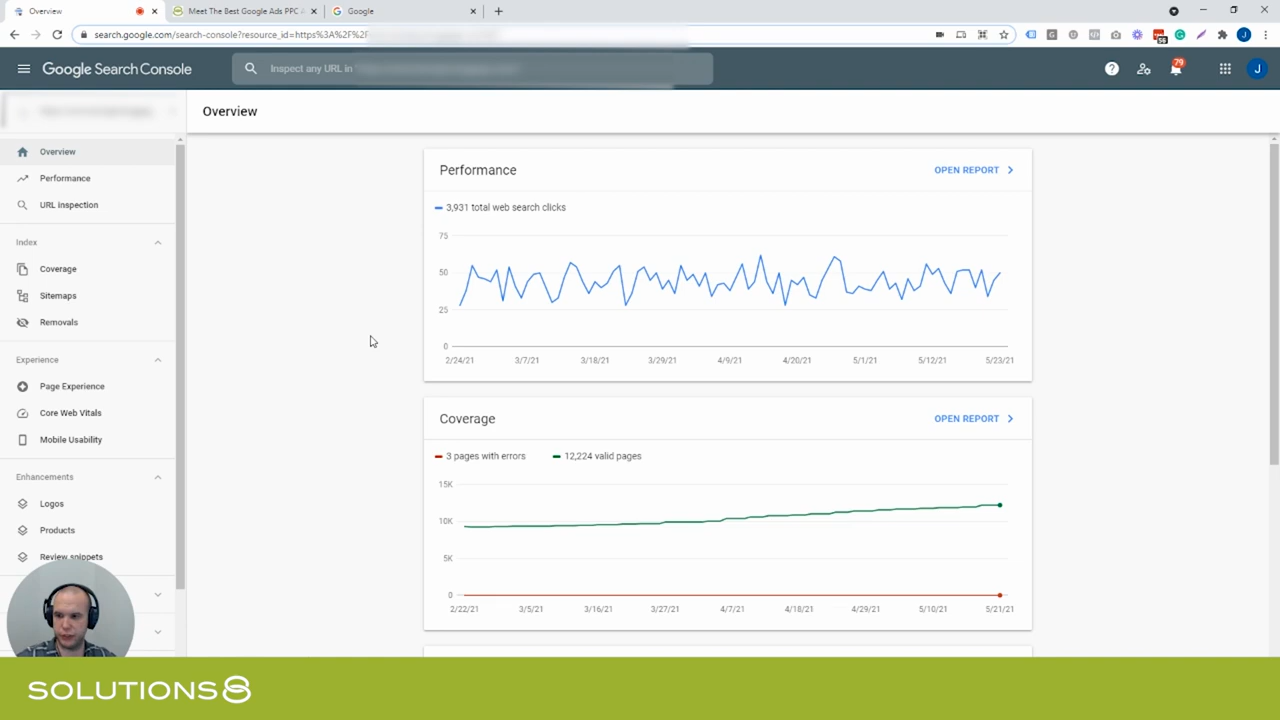 Overview
Meet The Best Google Ads PPC A
Google
search.google.com/search-console?resource_id=https%3A%2F%2F
55
J
Google Search Console
Inspect any URL in
79
J
Overview
Overview
Performance
URL inspection
Index
Coverage
Sitemaps
Removals
Experience
Page Experience
Core Web Vitals
Mobile Usability
Enhancements
Logos
Products
Review snippets
Performance
OPEN REPORT
3,931 total web search clicks
75
50
25
0
2/24/21 3/7/21 3/18/21 3/29/21 4/9/21 4/20/21 5/1/21 5/12/21 5/23/21
Coverage
OPEN REPORT
3 pages with errors 12,224 valid pages
15K
10K
5K
0
2/22/21 3/5/21 3/16/21 3/27/21 4/7/21 4/18/21 4/29/21 5/10/21 5/21/21
SOLUTIONS 8